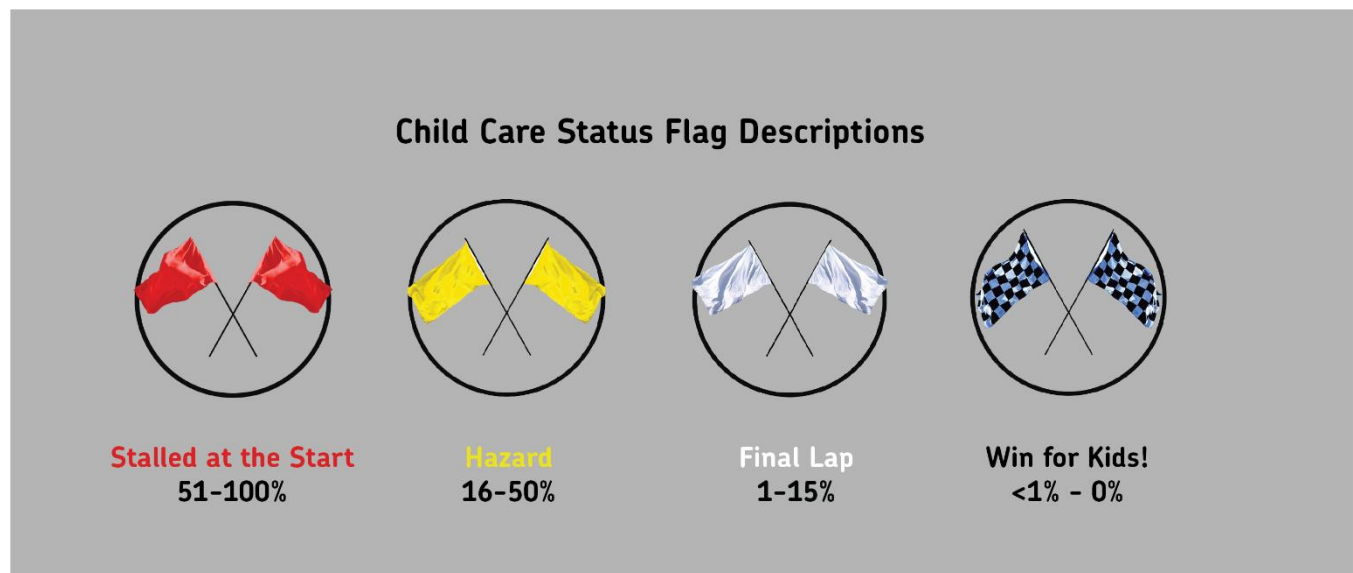 Child Care Status Flag Descriptions
Stalled at the Start
51-100%
Hazard
16-50%
Final Lap
1-15%
Win for Kids!
<1% - 0%